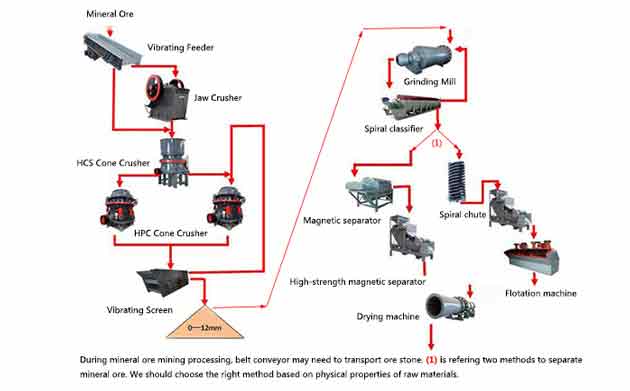 Mineral Ore
Vibrating Feeder
Jaw Crusher
HCS Cone Crusher
HPC Cone Crusher
Vibrating Screen
0—12mm
Grinding Mill
Spiral classifier
(1)
Magnetic separator
Spiral chute
High-strength magnetic separator
Flotation machine
Drying machine
During mineral ore mining processing, belt conveyor may need to transport ore stone. (1) is refering two methods to separate
mineral ore. We should choose the right method based on physical properties of raw materials.